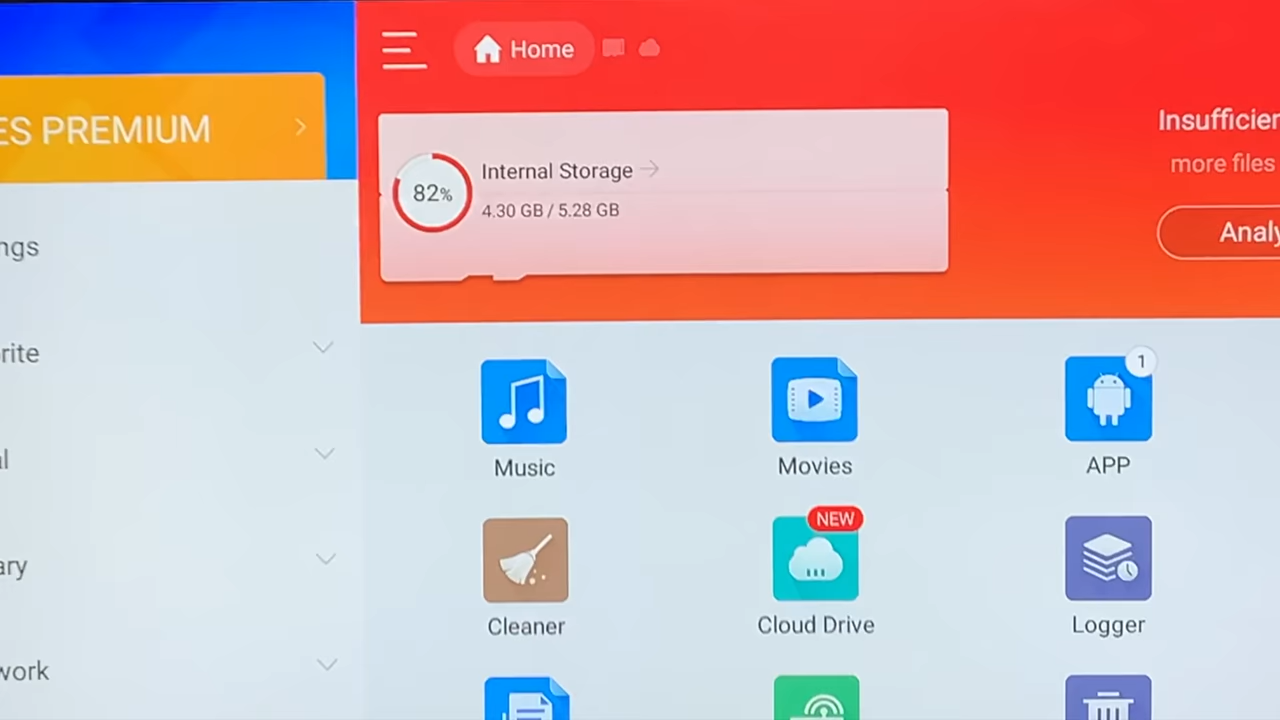 ES PREMIUM
ngs
rite
al
ary
work
Home
82%
Internal Storage
4.30 GB / 5.28 GB
Insufficien
more files
Analy
Music
Movies
1
APP
Cleaner
NEW
Cloud Drive
Logger